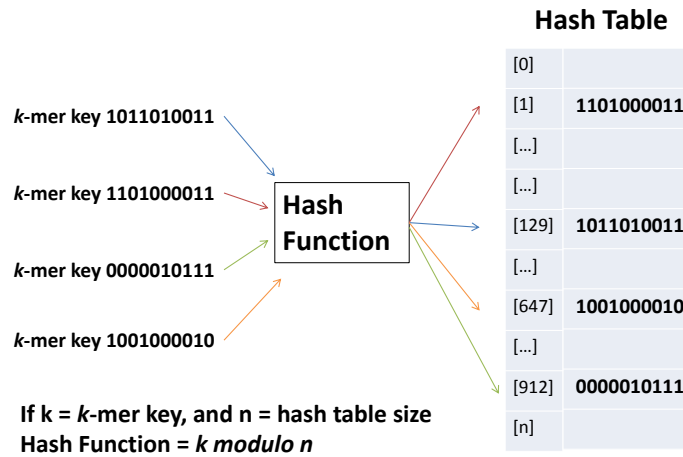 Hash Table
[0]
[1] 1101000011
[...]
[...]
[129] 1011010011
[...]
[647] 1001000010
[...]
[912] 0000010111
[n]
k-mer key 1011010011
k-mer key 1101000011
k-mer key 0000010111
k-mer key 1001000010
Hash
Function
If k = k-mer key, and n = hash table size
Hash Function = k modulo n